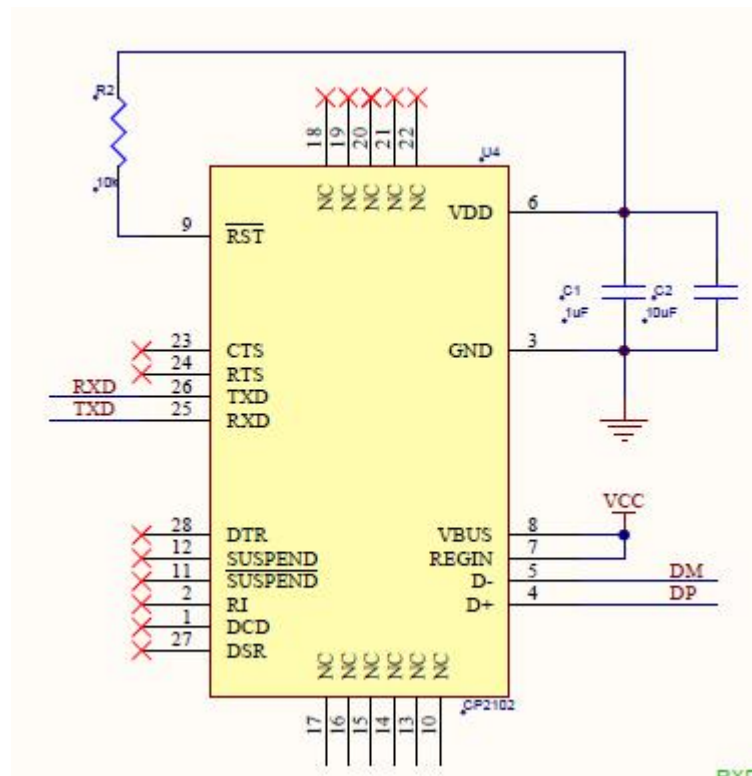 R2
10k
18 19 20 21 22
U4
NC NC NC NC NC
VDD 6
9 RST
C1 1uF
C2 10uF
GND 3
23 CTS
24 RTS
RXD 26 TXD
TXD 25 RXD
VCC
28 DTR
VBUS 8
12 SUSPEND
REGIN 7
11 SUSPEND
D- 5 DM
2 RI
D+ 4 DP
1 DCD
27 DSR
NC NC NC NC NC NC
CP2102
17 16 15 14 13 10